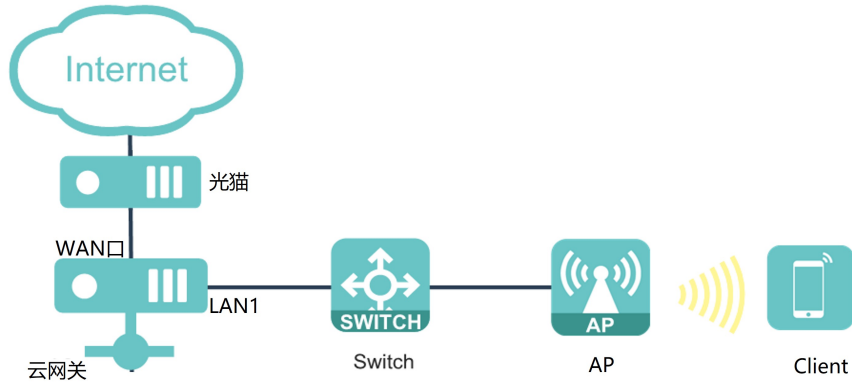 Internet
光猫
WAN口
LAN1
云网关
SWITCH
Switch
AP
AP
Client